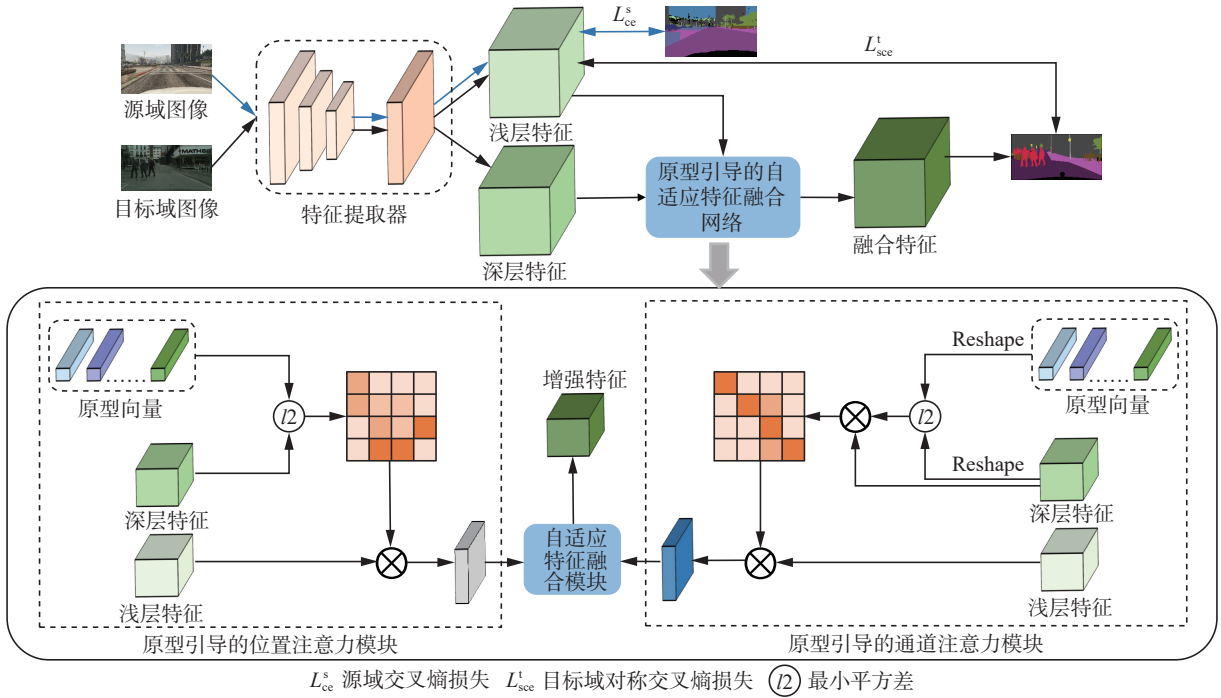 L_ce^s
L_sce^t
源域图像
目标域图像
特征提取器
浅层特征
深层特征
原型引导的自
适应特征融合
网络
融合特征
MATHS
原型向量
l2
深层特征
浅层特征
原型引导的位置注意力模块
增强特征
自适应
特征融
合模块
Reshape
原型向量
l2
Reshape
深层特征
浅层特征
原型引导的通道注意力模块
L_ce^s 源域交叉熵损失 L_sce^t 目标域对称交叉熵损失 l2 最小平方差